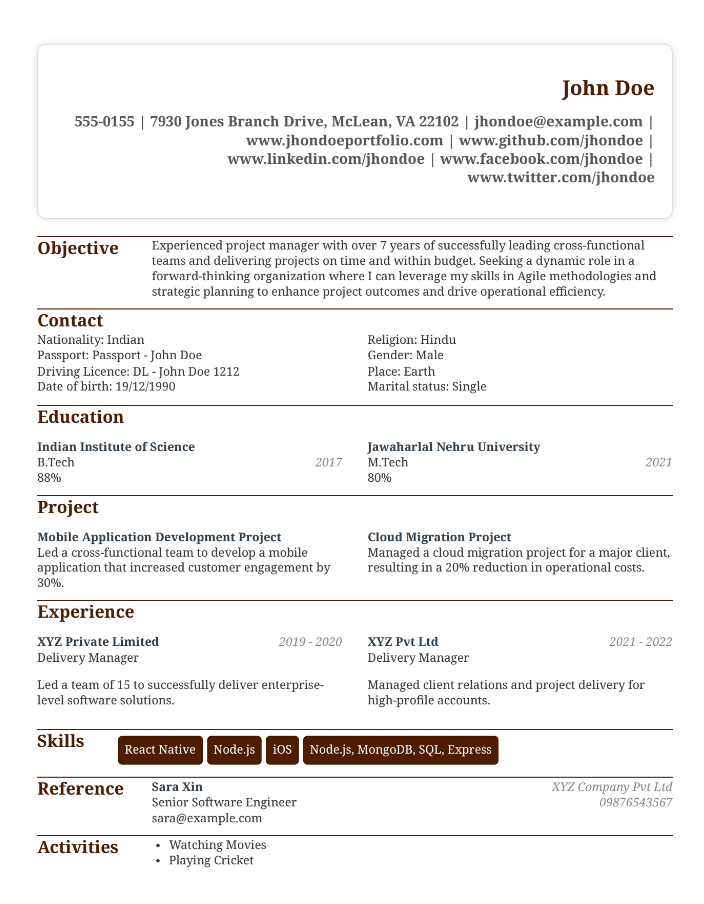 John Doe
555-0155 | 7930 Jones Branch Drive, McLean, VA 22102 | jhondoe@example.com |
www.jhondoeportfolio.com | www.github.com/jhondoe |
www.linkedin.com/jhondoe | www.facebook.com/jhondoe |
www.twitter.com/jhondoe
Objective
Experienced project manager with over 7 years of successfully leading cross-functional
teams and delivering projects on time and within budget. Seeking a dynamic role in a
forward-thinking organization where I can leverage my skills in Agile methodologies and
strategic planning to enhance project outcomes and drive operational efficiency.
Contact
Nationality: Indian
Passport: Passport - John Doe
Driving Licence: DL - John Doe 1212
Date of birth: 19/12/1990
Religion: Hindu
Gender: Male
Place: Earth
Marital status: Single
Education
Indian Institute of Science
B.Tech 2017
88%
Jawaharlal Nehru University
M.Tech 2021
80%
Project
Mobile Application Development Project
Led a cross-functional team to develop a mobile
application that increased customer engagement by
30%.
Cloud Migration Project
Managed a cloud migration project for a major client,
resulting in a 20% reduction in operational costs.
Experience
XYZ Private Limited 2019 - 2020
Delivery Manager
Led a team of 15 to successfully deliver enterprise-
level software solutions.
XYZ Pvt Ltd 2021 - 2022
Delivery Manager
Managed client relations and project delivery for
high-profile accounts.
Skills
React Native Node.js iOS Node.js, MongoDB, SQL, Express
Reference
Sara Xin XYZ Company Pvt Ltd
Senior Software Engineer 09876543567
sara@example.com
Activities
• Watching Movies
• Playing Cricket